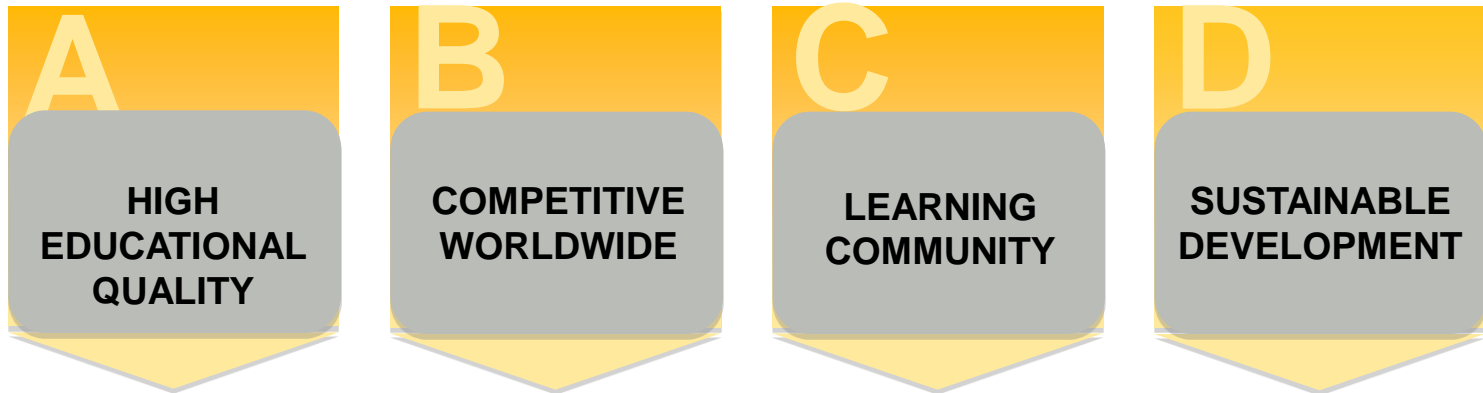 A
HIGH
EDUCATIONAL
QUALITY
B
COMPETITIVE
WORLDWIDE
C
LEARNING
COMMUNITY
D
SUSTAINABLE
DEVELOPMENT